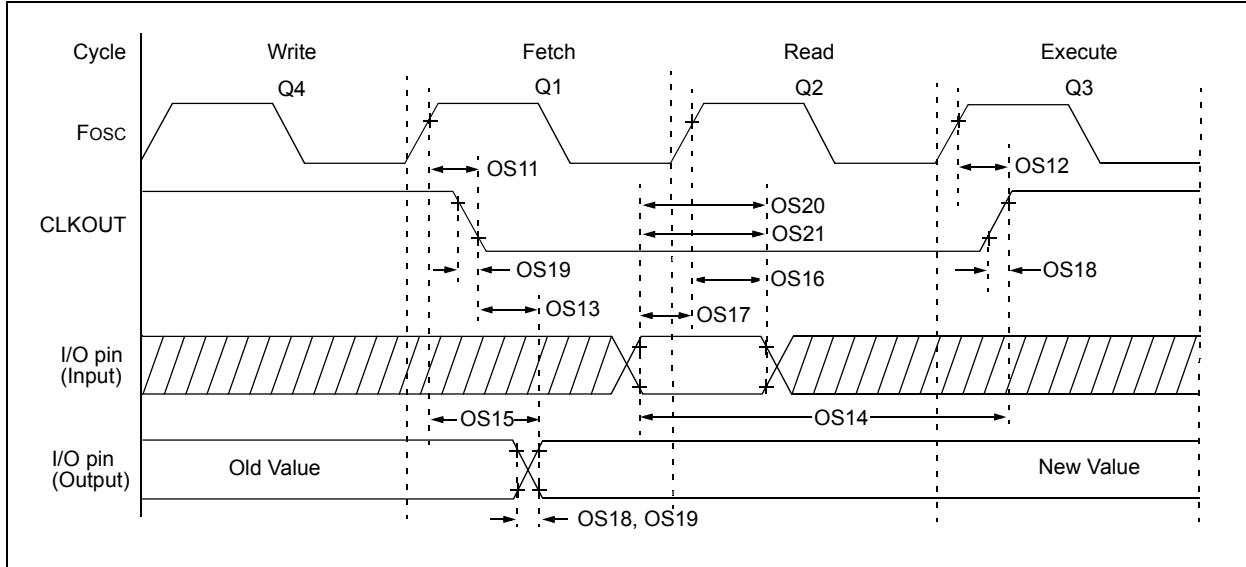 Cycle Write Fetch Read Execute
Q4 Q1 Q2 Q3
FOSC
OS11 OS12
OS20
CLKOUT
OS21
OS19 OS16 OS18
OS13 OS17
I/O pin
(Input)
OS15 OS14
I/O pin
(Output)
Old Value New Value
OS18, OS19